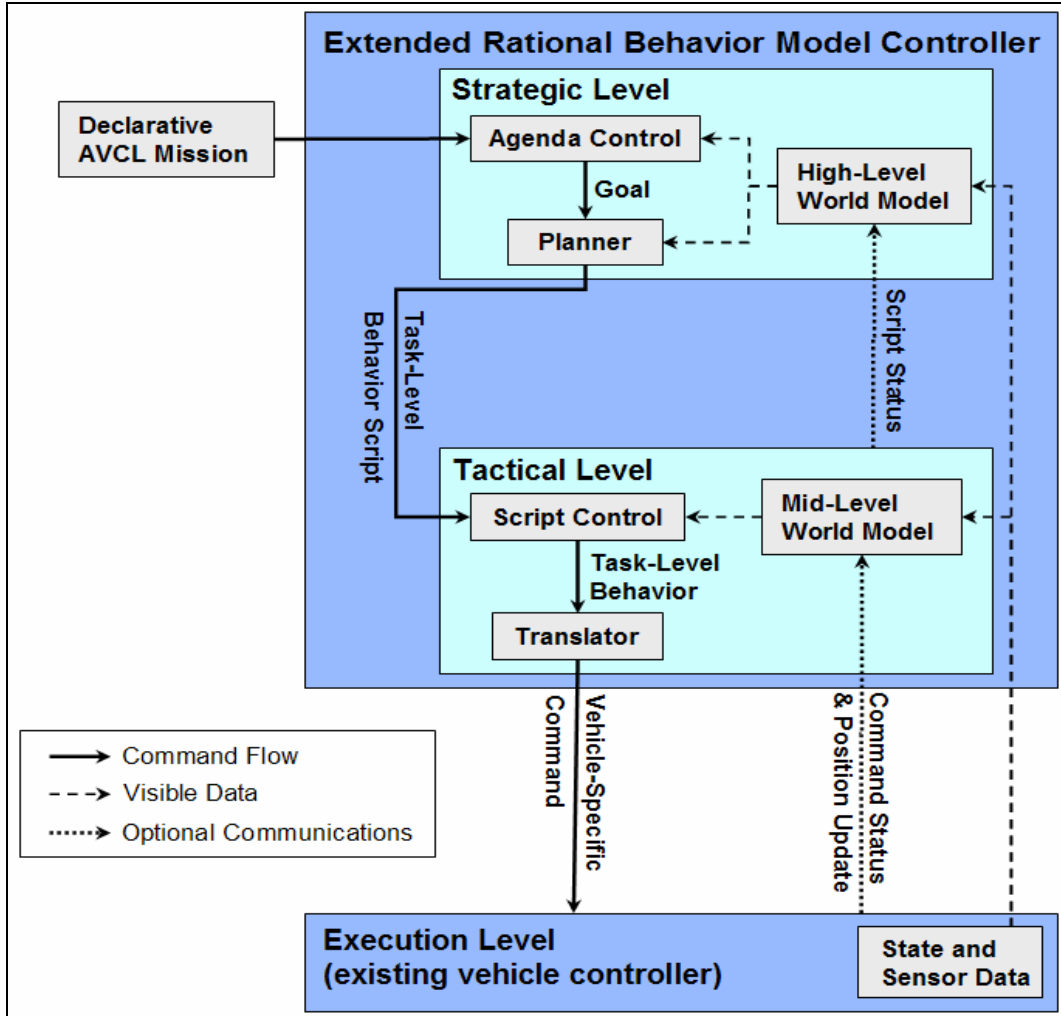 Extended Rational Behavior Model Controller
Strategic Level
Declarative
AVCL Mission
Agenda Control
High-Level
World Model
Goal
Planner
Task-Level
Behavior Script
Script Status
Tactical Level
Script Control
Mid-Level
World Model
Task-Level
Behavior
Translator
Vehicle-Specific
Command
Command Status
& Position Update
Command Flow
Visible Data
Optional Communications
Execution Level
(existing vehicle controller)
State and
Sensor Data